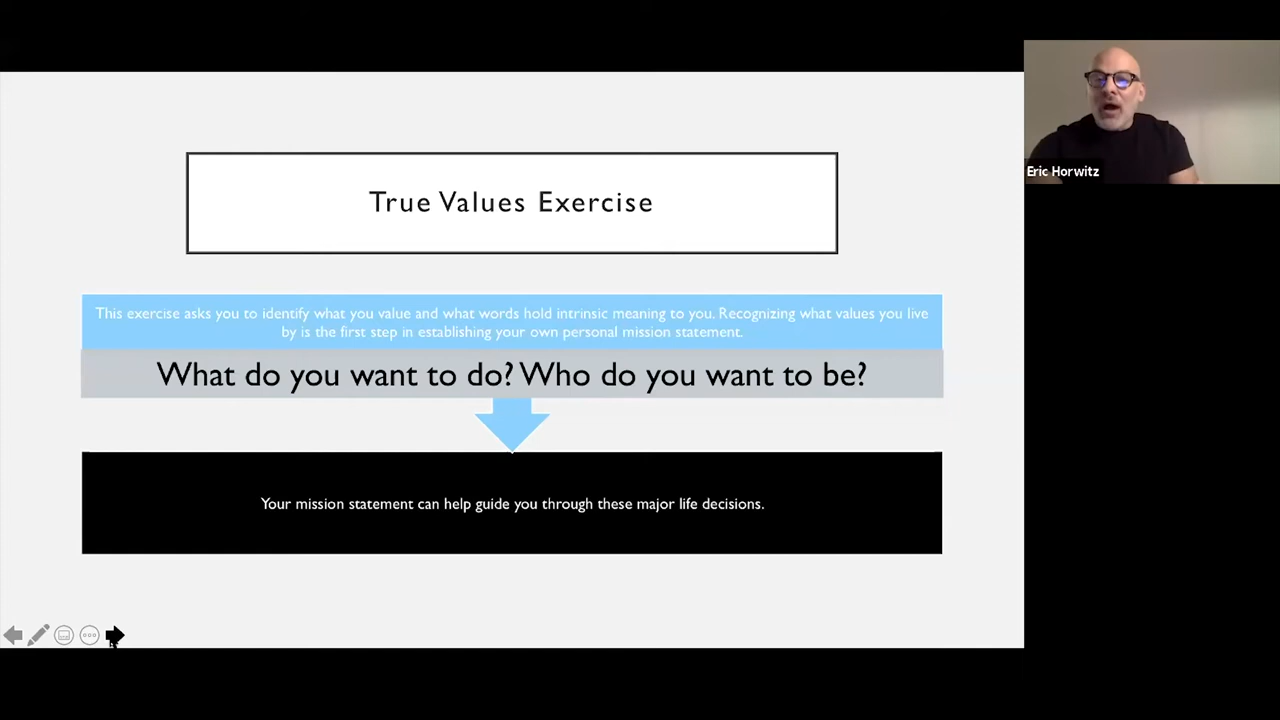 True Values Exercise
This exercise asks you to identify what you value and what words hold intrinsic meaning to you. Recognizing what values you live
by is the first step in establishing your own personal mission statement.
What do you want to do? Who do you want to be?
Your mission statement can help guide you through these major life decisions.
Eric Horwitz